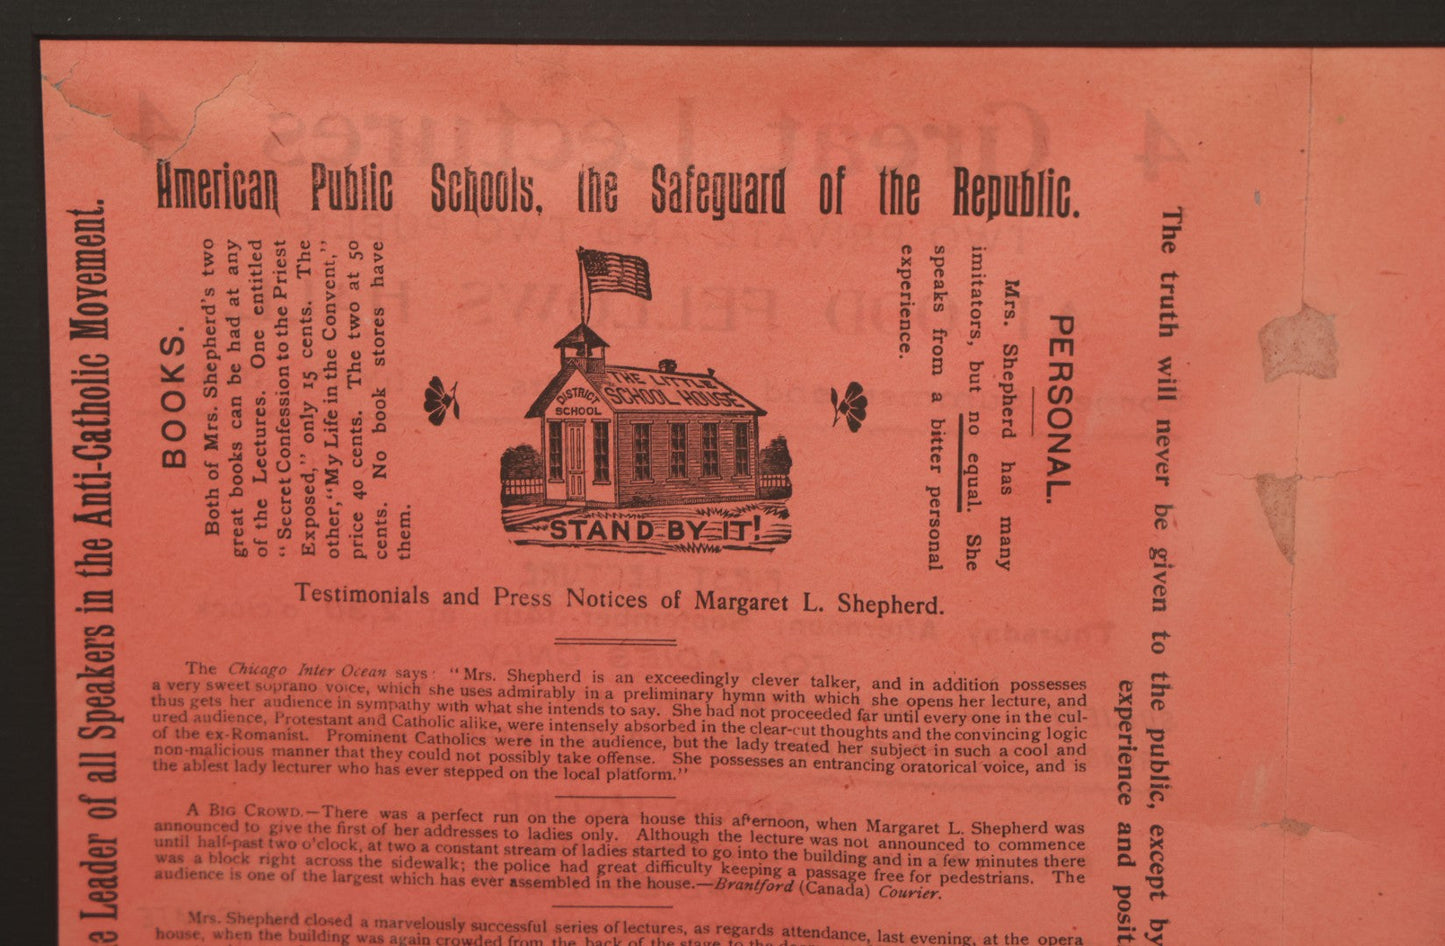 American Public Schools, the Safeguard of the Republic.
e Leader of all Speakers in the Anti-Catholic Movement.
BOOKS.
Both of Mrs. Shepherd's two
great books can be had at any
of the Lectures. One entitled
"Secret Confession to the Priest
Exposed," only 15 cents. The
other, "My Life in the Convent,"
price 40 cents. The two at 50
cents. No book stores have
them.
DISTRICT
SCHOOL
THE LITTLE
SCHOOL HOUSE
STAND BY IT!
PERSONAL.
Mrs. Shepherd has many
imitators, but no equal. She
speaks from a bitter personal
experience.
The truth will never be given to the public, except by
experience and posit
Testimonials and Press Notices of Margaret L. Shepherd.
The Chicago Inter Ocean says: "Mrs. Shepherd is an exceedingly clever talker, and in addition possesses
a very sweet soprano voice, which she uses admirably in a preliminary hymn with which she opens her lecture, and
thus gets her audience in sympathy with what she intends to say. She had not proceeded far until every one in the cul-
ured audience, Protestant and Catholic alike, were intensely absorbed in the clear-cut thoughts and the convincing logic
of the ex-Romanist. Prominent Catholics were in the audience, but the lady treated her subject in such a cool and
non-malicious manner that they could not possibly take offense. She possesses an entrancing oratorical voice, and is
the ablest lady lecturer who has ever stepped on the local platform."
A BIG CROWD.—There was a perfect run on the opera house this afternoon, when Margaret L. Shepherd was
announced to give the first of her addresses to ladies only. Although the lecture was not announced to commence
until half-past two o'clock, at two a constant stream of ladies started to go into the building and in a few minutes there
was a block right across the sidewalk; the police had great difficulty keeping a passage free for pedestrians. The
audience is one of the largest which has ever assembled in the house.—Brantford (Canada) Courier.
Mrs. Shepherd closed a marvelously successful series of lectures, as regards attendance, last evening, at the opera
house, when the building was again crowded from the back of the stage to the